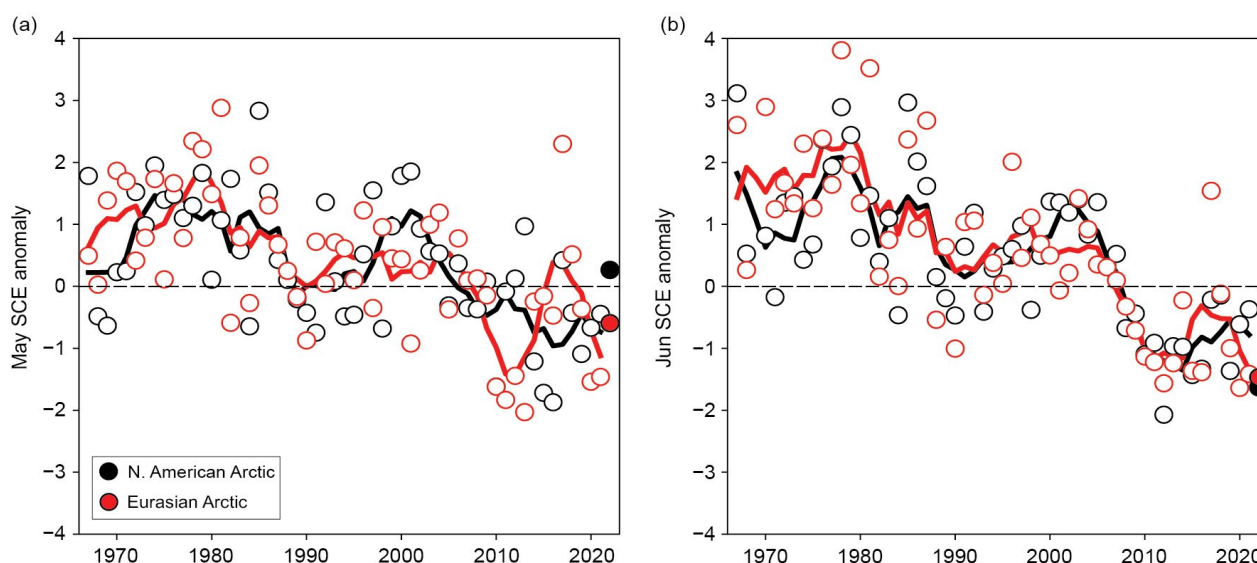 (a)
(b)
May SCE anomaly
4
3
2
1
0
−1
−2
−3
−4
N. American Arctic
Eurasian Arctic
1970 1980 1990 2000 2010 2020
Jun SCE anomaly
4
3
2
1
0
−1
−2
−3
−4
1970 1980 1990 2000 2010 2020